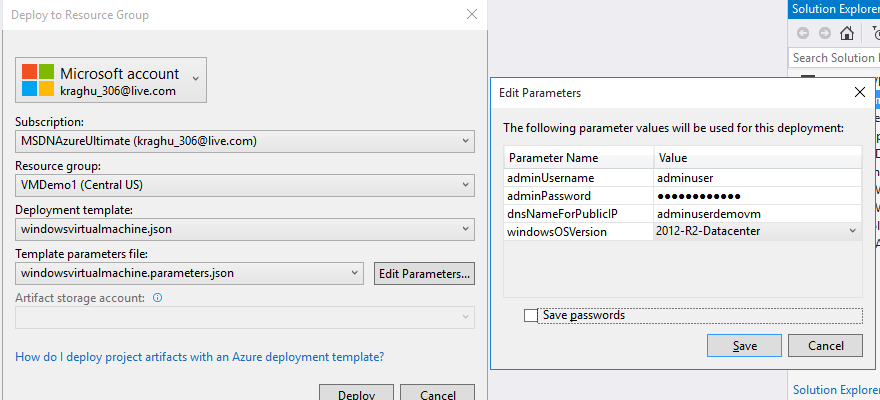 Deploy to Resource Group
Microsoft account
kraghu_306@live.com
Subscription:
MSDNAzureUltimate (kraghu_306@live.com)
Resource group:
VMDemo1 (Central US)
Deployment template:
windowsvirtualmachine.json
Template parameters file:
windowsvirtualmachine.parameters.json
Edit Parameters...
Artifact storage account:
How do I deploy project artifacts with an Azure deployment template?
Deploy Cancel
Edit Parameters
The following parameter values will be used for this deployment:
Parameter Name Value
adminUsername adminuser
adminPassword ●●●●●●●●●●●●
dnsNameForPublicIP adminuserdemovm
windowsOSVersion 2012-R2-Datacenter
Save passwords
Save Cancel
Solution Explorer
Search Solution
Solution Explorer